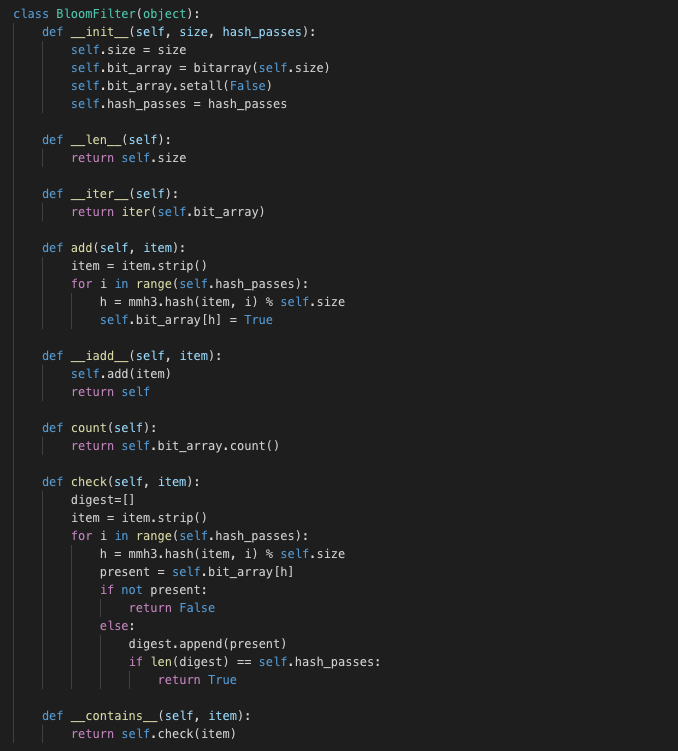 class BloomFilter(object):
    def __init__(self, size, hash_passes):
        self.size = size
        self.bit_array = bitarray(self.size)
        self.bit_array.setall(False)
        self.hash_passes = hash_passes

    def __len__(self):
        return self.size

    def __iter__(self):
        return iter(self.bit_array)

    def add(self, item):
        item = item.strip()
        for i in range(self.hash_passes):
            h = mmh3.hash(item, i) % self.size
            self.bit_array[h] = True

    def __iadd__(self, item):
        self.add(item)
        return self

    def count(self):
        return self.bit_array.count()

    def check(self, item):
        digest=[]
        item = item.strip()
        for i in range(self.hash_passes):
            h = mmh3.hash(item, i) % self.size
            present = self.bit_array[h]
            if not present:
                return False
            else:
                digest.append(present)
                if len(digest) == self.hash_passes:
                    return True

    def __contains__(self, item):
        return self.check(item)